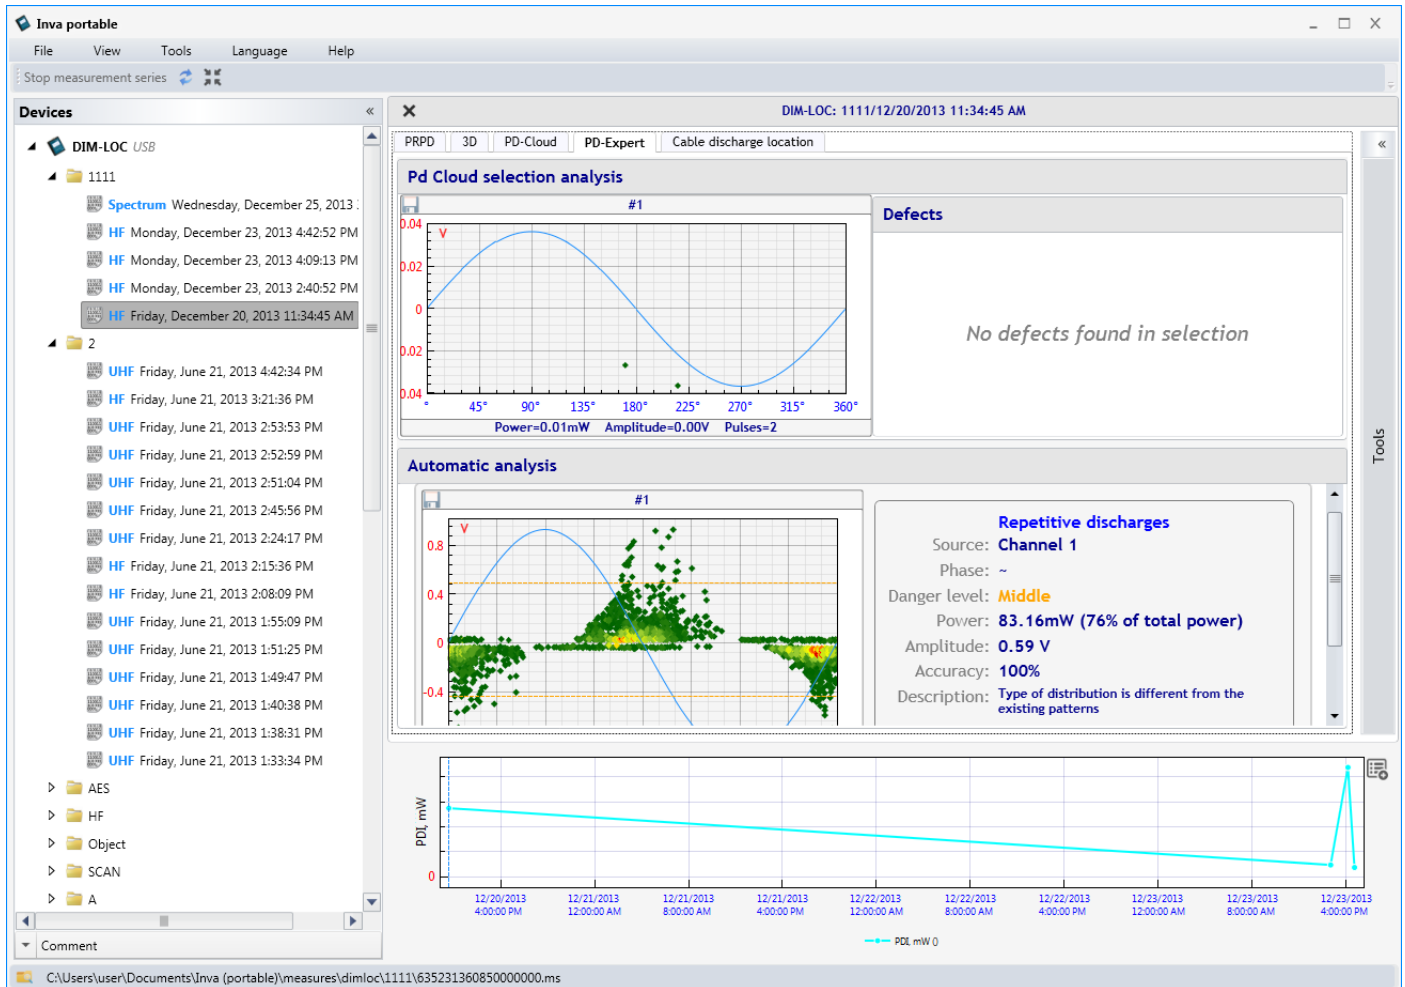 Inva portable
File View Tools Language Help
Stop measurement series
Devices «
DIM-LOC USB
1111
Spectrum Wednesday, December 25, 2013
HF Monday, December 23, 2013 4:42:52 PM
HF Monday, December 23, 2013 4:09:13 PM
HF Monday, December 23, 2013 2:40:52 PM
HF Friday, December 20, 2013 11:34:45 AM
2
UHF Friday, June 21, 2013 4:42:34 PM
HF Friday, June 21, 2013 3:21:36 PM
UHF Friday, June 21, 2013 2:53:53 PM
UHF Friday, June 21, 2013 2:52:59 PM
UHF Friday, June 21, 2013 2:51:04 PM
UHF Friday, June 21, 2013 2:45:56 PM
UHF Friday, June 21, 2013 2:24:17 PM
HF Friday, June 21, 2013 2:15:36 PM
HF Friday, June 21, 2013 2:08:09 PM
UHF Friday, June 21, 2013 1:55:09 PM
UHF Friday, June 21, 2013 1:51:25 PM
UHF Friday, June 21, 2013 1:49:47 PM
UHF Friday, June 21, 2013 1:40:38 PM
UHF Friday, June 21, 2013 1:38:31 PM
UHF Friday, June 21, 2013 1:33:34 PM
AES
HF
Object
SCAN
A
Comment
DIM-LOC: 1111/12/20/2013 11:34:45 AM
PRPD 3D PD-Cloud PD-Expert Cable discharge location
«
Tools
Pd Cloud selection analysis
#1
V
0.04
0.02
0
0.02
0.04
° 45° 90° 135° 180° 225° 270° 315° 360°
Power=0.01mW Amplitude=0.00V Pulses=2
Defects
No defects found in selection
Automatic analysis
#1
V
0.8
0.4
0
-0.4
Repetitive discharges
Source: Channel 1
Phase: ~
Danger level: Middle
Power: 83.16mW (76% of total power)
Amplitude: 0.59 V
Accuracy: 100%
Description: Type of distribution is different from the
existing patterns
PDI, mW
0
12/20/2013 12/21/2013 12/21/2013 12/21/2013 12/22/2013 12/22/2013 12/22/2013 12/23/2013 12/23/2013 12/23/2013
4:00:00 PM 12:00:00 AM 8:00:00 AM 4:00:00 PM 12:00:00 AM 8:00:00 AM 4:00:00 PM 12:00:00 AM 8:00:00 AM 4:00:00 PM
PDI, mW ()
C:\Users\user\Documents\Inva (portable)\measures\dimloc\1111\635231360850000000.ms